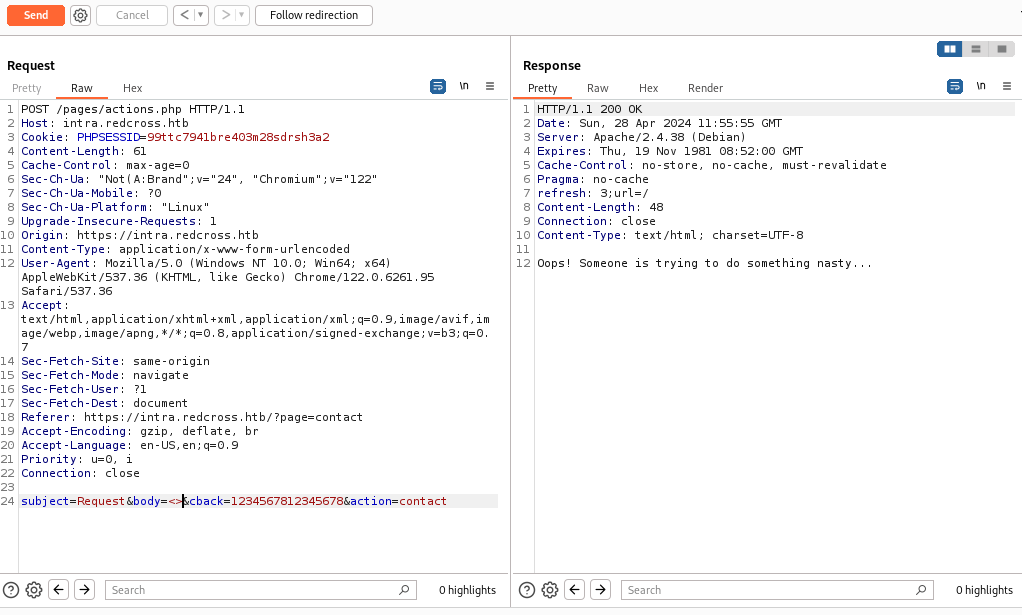 Send Cancel < > Follow redirection
Request
Pretty Raw Hex \n
1 POST /pages/actions.php HTTP/1.1
2 Host: intra.redcross.htb
3 Cookie: PHPSESSID=99ttc7941bre403m28sdrsh3a2
4 Content-Length: 61
5 Cache-Control: max-age=0
6 Sec-Ch-Ua: "Not(A:Brand";v="24", "Chromium";v="122"
7 Sec-Ch-Ua-Mobile: ?0
8 Sec-Ch-Ua-Platform: "Linux"
9 Upgrade-Insecure-Requests: 1
10 Origin: https://intra.redcross.htb
11 Content-Type: application/x-www-form-urlencoded
12 User-Agent: Mozilla/5.0 (Windows NT 10.0; Win64; x64)
AppleWebKit/537.36 (KHTML, like Gecko) Chrome/122.0.6261.95
Safari/537.36
13 Accept:
text/html,application/xhtml+xml,application/xml;q=0.9,image/avif,im
age/webp,image/apng,*/*;q=0.8,application/signed-exchange;v=b3;q=0.
7
14 Sec-Fetch-Site: same-origin
15 Sec-Fetch-Mode: navigate
16 Sec-Fetch-User: ?1
17 Sec-Fetch-Dest: document
18 Referer: https://intra.redcross.htb/?page=contact
19 Accept-Encoding: gzip, deflate, br
20 Accept-Language: en-US,en;q=0.9
21 Priority: u=0, i
22 Connection: close
23
24 subject=Request&body=<>&cback=1234567812345678&action=contact
? Search 0 highlights
Response
Pretty Raw Hex Render \n
1 HTTP/1.1 200 OK
2 Date: Sun, 28 Apr 2024 11:55:55 GMT
3 Server: Apache/2.4.38 (Debian)
4 Expires: Thu, 19 Nov 1981 08:52:00 GMT
5 Cache-Control: no-store, no-cache, must-revalidate
6 Pragma: no-cache
7 refresh: 3;url=/
8 Content-Length: 48
9 Connection: close
10 Content-Type: text/html; charset=UTF-8
11
12 Oops! Someone is trying to do something nasty...
? Search 0 highlights